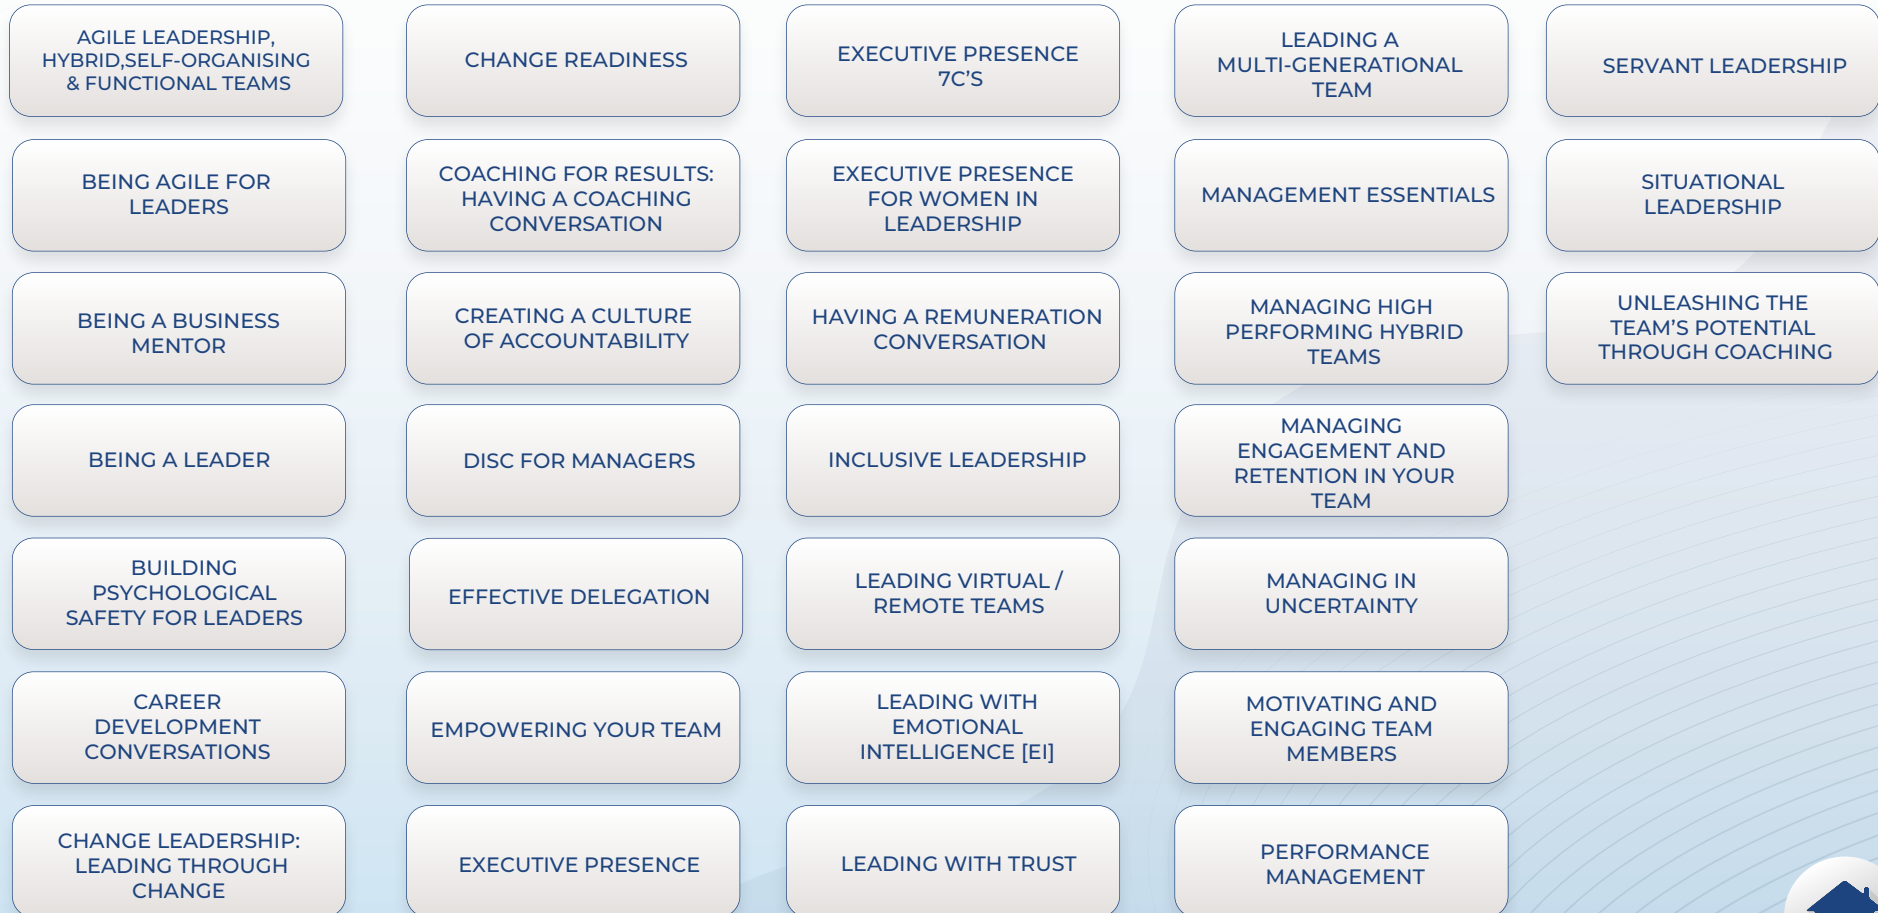 AGILE LEADERSHIP,
HYBRID,SELF-ORGANISING
& FUNCTIONAL TEAMS
BEING AGILE FOR
LEADERS
BEING A BUSINESS
MENTOR
BEING A LEADER
BUILDING
PSYCHOLOGICAL
SAFETY FOR LEADERS
CAREER
DEVELOPMENT
CONVERSATIONS
CHANGE LEADERSHIP:
LEADING THROUGH
CHANGE
CHANGE READINESS
COACHING FOR RESULTS:
HAVING A COACHING
CONVERSATION
CREATING A CULTURE
OF ACCOUNTABILITY
DISC FOR MANAGERS
EFFECTIVE DELEGATION
EMPOWERING YOUR TEAM
EXECUTIVE PRESENCE
EXECUTIVE PRESENCE
7C’S
EXECUTIVE PRESENCE
FOR WOMEN IN
LEADERSHIP
HAVING A REMUNERATION
CONVERSATION
INCLUSIVE LEADERSHIP
LEADING VIRTUAL /
REMOTE TEAMS
LEADING WITH
EMOTIONAL
INTELLIGENCE [EI]
LEADING WITH TRUST
LEADING A
MULTI-GENERATIONAL
TEAM
MANAGEMENT ESSENTIALS
MANAGING HIGH
PERFORMING HYBRID
TEAMS
MANAGING
ENGAGEMENT AND
RETENTION IN YOUR
TEAM
MANAGING IN
UNCERTAINTY
MOTIVATING AND
ENGAGING TEAM
MEMBERS
PERFORMANCE
MANAGEMENT
SERVANT LEADERSHIP
SITUATIONAL
LEADERSHIP
UNLEASHING THE
TEAM’S POTENTIAL
THROUGH COACHING